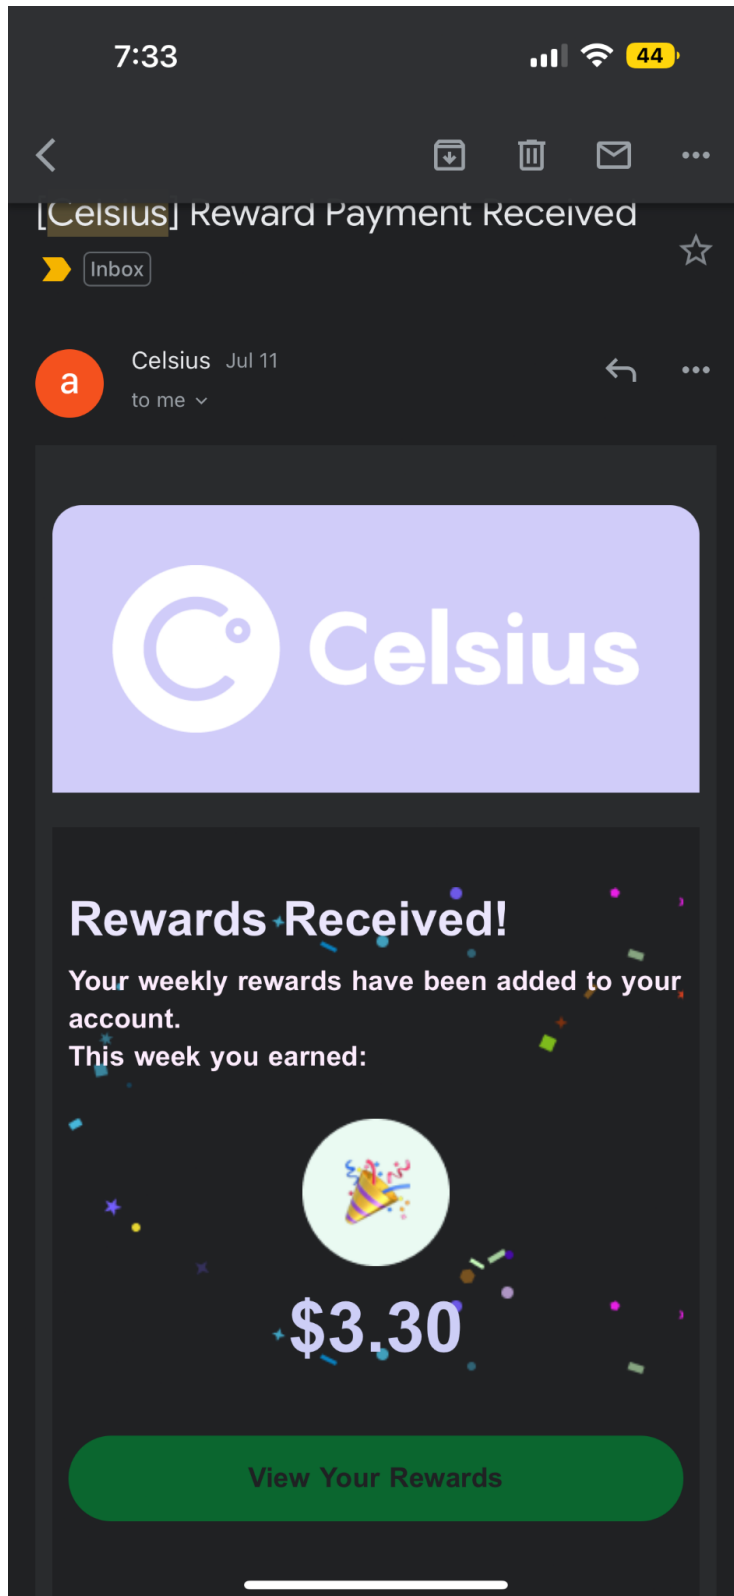 7:33
44
[Celsius] Reward Payment Received
Inbox
a
Celsius Jul 11
to me
Celsius
Rewards Received!
Your weekly rewards have been added to your
account.
This week you earned:
$3.30
View Your Rewards